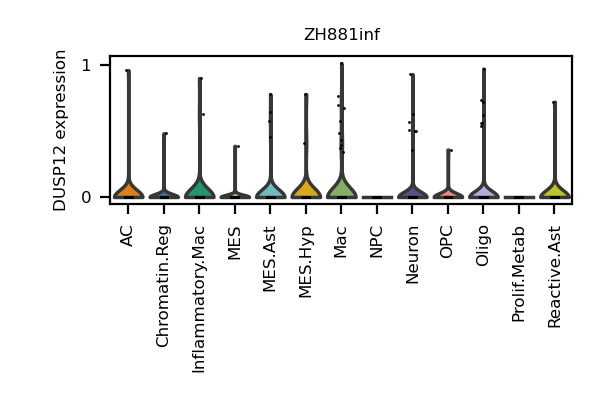 ZH881inf
DUSP12 expression
1
0
AC
Chromatin.Reg
Inflammatory.Mac
MES
MES.Ast
MES.Hyp
Mac
NPC
Neuron
OPC
Oligo
Prolif.Metab
Reactive.Ast